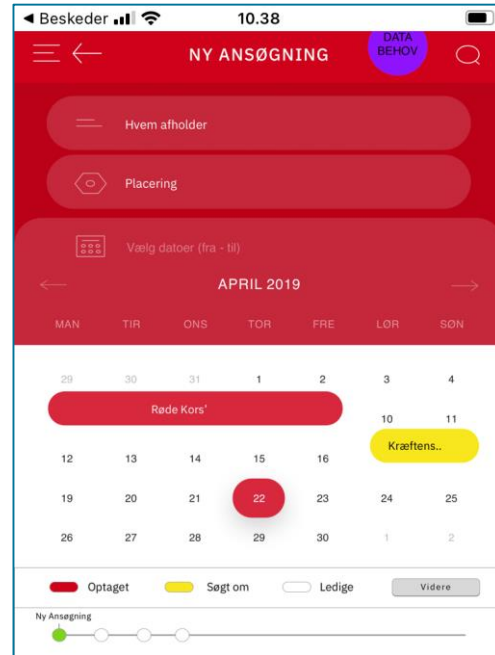 Beskeder 10.38
NY ANSØGNING
DATA
BEHOV
Hvem afholder
Placering
Vælg datoer (fra - til)
APRIL 2019
MAN TIR ONS TOR FRE LØR SØN
29 30 31 1 2 3 4
Røde Kors'
10 11
Kræftens..
12 13 14 15 16
19 20 21 22 23 24 25
26 27 28 29 30 1 2
Optaget Søgt om Ledige Videre
Ny Ansøgning